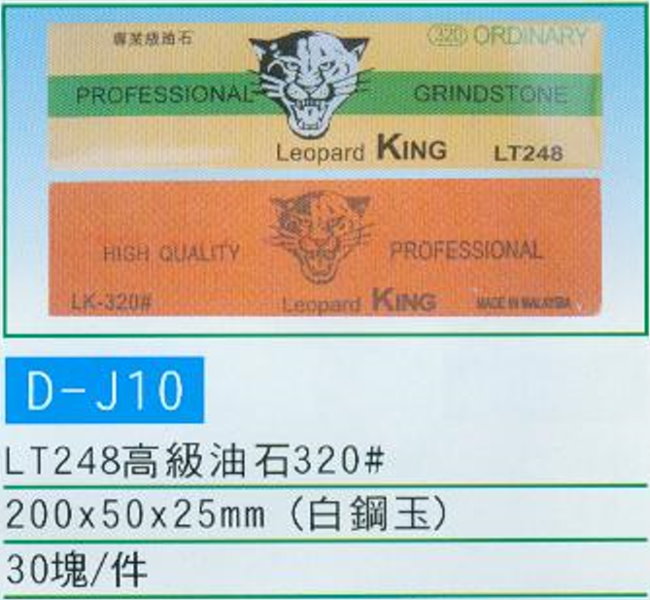 專業級油石
320 ORDINARY
PROFESSIONAL GRINDSTONE
Leopard KING LT248
HIGH QUALITY PROFESSIONAL
LK-320# Leopard KING MADE IN MALAYSIA
D-J10
LT248高級油石320#
200x50x25mm (白鋼玉)
30塊/件